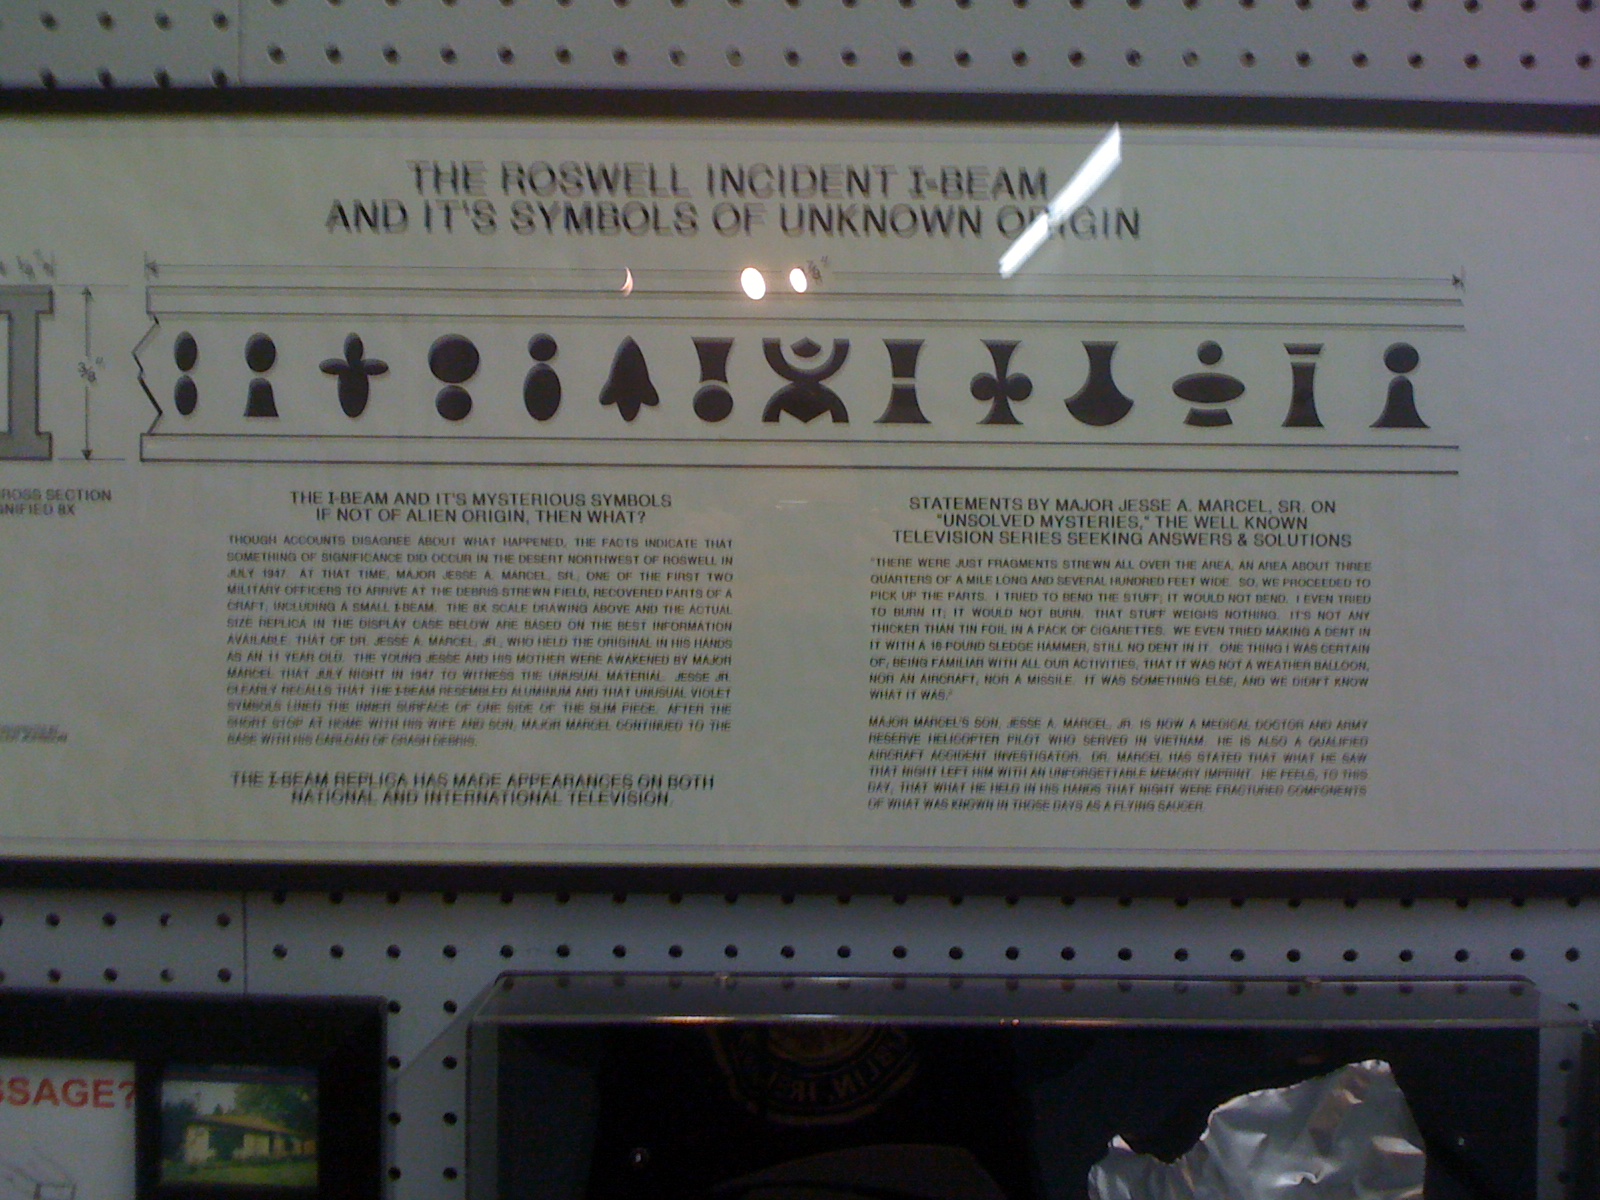 THE ROSWELL INCIDENT I-BEAM
AND IT'S SYMBOLS OF UNKNOWN ORIGIN
3/8"
7/8"
ROSS SECTION
GNIFIED 8X
THE I-BEAM AND IT'S MYSTERIOUS SYMBOLS
IF NOT OF ALIEN ORIGIN, THEN WHAT?
THOUGH ACCOUNTS DISAGREE ABOUT WHAT HAPPENED, THE FACTS INDICATE THAT
SOMETHING OF SIGNIFICANCE DID OCCUR IN THE DESERT NORTHWEST OF ROSWELL IN
JULY 1947. AT THAT TIME, MAJOR JESSE A. MARCEL, SR., ONE OF THE FIRST TWO
MILITARY OFFICERS TO ARRIVE AT THE DEBRIS-STREWN FIELD, RECOVERED PARTS OF A
CRAFT, INCLUDING A SMALL I-BEAM. THE 8X SCALE DRAWING ABOVE AND THE ACTUAL
SIZE REPLICA IN THE DISPLAY CASE BELOW ARE BASED ON THE BEST INFORMATION
AVAILABLE: THAT OF DR. JESSE A. MARCEL, JR., WHO HELD THE ORIGINAL IN HIS HANDS
AS AN 11 YEAR OLD. THE YOUNG JESSE AND HIS MOTHER WERE AWAKENED BY MAJOR
MARCEL THAT JULY NIGHT IN 1947 TO WITNESS THE UNUSUAL MATERIAL. JESSE JR.
CLEARLY RECALLS THAT THE I-BEAM RESEMBLED ALUMINUM AND THAT UNUSUAL VIOLET
SYMBOLS LINED THE INNER SURFACE OF ONE SIDE OF THE SLIM PIECE. AFTER THE
SHORT STOP AT HOME WITH HIS WIFE AND SON, MAJOR MARCEL CONTINUED TO THE
BASE WITH HIS CARLOAD OF CRASH DEBRIS.
THE I-BEAM REPLICA HAS MADE APPEARANCES ON BOTH
NATIONAL AND INTERNATIONAL TELEVISION.
STATEMENTS BY MAJOR JESSE A. MARCEL, SR. ON
"UNSOLVED MYSTERIES," THE WELL KNOWN
TELEVISION SERIES SEEKING ANSWERS & SOLUTIONS
"THERE WERE JUST FRAGMENTS STREWN ALL OVER THE AREA, AN AREA ABOUT THREE
QUARTERS OF A MILE LONG AND SEVERAL HUNDRED FEET WIDE. SO, WE PROCEEDED TO
PICK UP THE PARTS. I TRIED TO BEND THE STUFF; IT WOULD NOT BEND. I EVEN TRIED
TO BURN IT; IT WOULD NOT BURN. THAT STUFF WEIGHS NOTHING. IT'S NOT ANY
THICKER THAN TIN FOIL IN A PACK OF CIGARETTES. WE EVEN TRIED MAKING A DENT IN
IT WITH A 16-POUND SLEDGE HAMMER, STILL NO DENT IN IT. ONE THING I WAS CERTAIN
OF, BEING FAMILIAR WITH ALL OUR ACTIVITIES, THAT IT WAS NOT A WEATHER BALLOON,
NOR AN AIRCRAFT, NOR A MISSILE. IT WAS SOMETHING ELSE, AND WE DIDN'T KNOW
WHAT IT WAS."
MAJOR MARCEL'S SON, JESSE A. MARCEL, JR. IS NOW A MEDICAL DOCTOR AND ARMY
RESERVE HELICOPTER PILOT WHO SERVED IN VIETNAM. HE IS ALSO A QUALIFIED
AIRCRAFT ACCIDENT INVESTIGATOR. DR. MARCEL HAS STATED THAT WHAT HE SAW
THAT NIGHT LEFT HIM WITH AN UNFORGETTABLE MEMORY IMPRINT. HE FEELS, TO THIS
DAY, THAT WHAT HE HELD IN HIS HANDS THAT NIGHT WERE FRACTURED COMPONENTS
OF WHAT WAS KNOWN IN THOSE DAYS AS A FLYING SAUCER.
SSAGE?